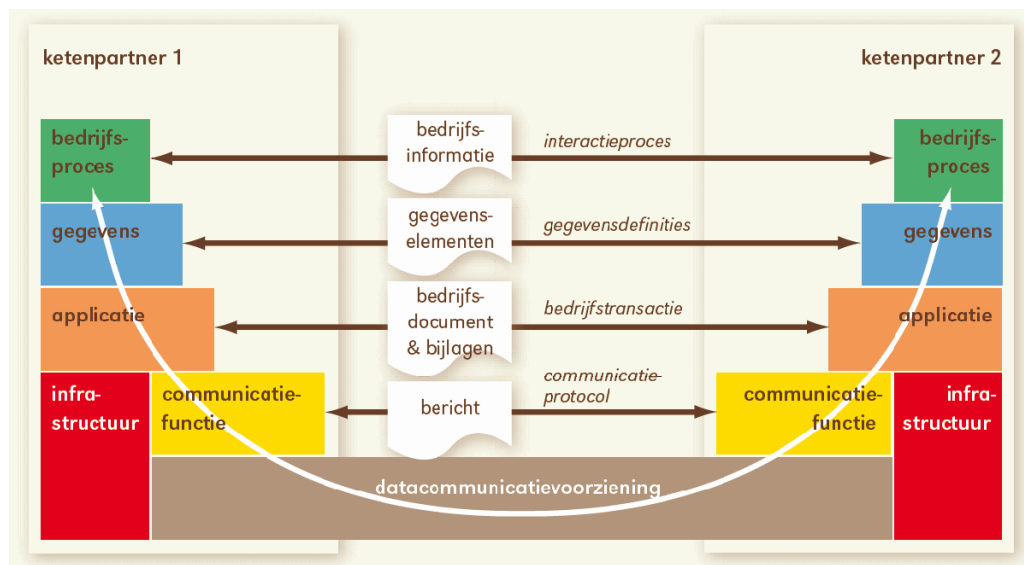 ketenpartner 1
ketenpartner 2
bedrijfs-
proces
bedrijfs-
informatie
interactieproces
bedrijfs-
proces
gegevens
gegevens-
elementen
gegevensdefinities
gegevens
applicatie
bedrijfs-
document
& bijlagen
bedrijfstransactie
applicatie
infra-
structuur
communicatie-
functie
bericht
communicatie-
protocol
communicatie-
functie
infra-
structuur
datacommunicatievoorziening